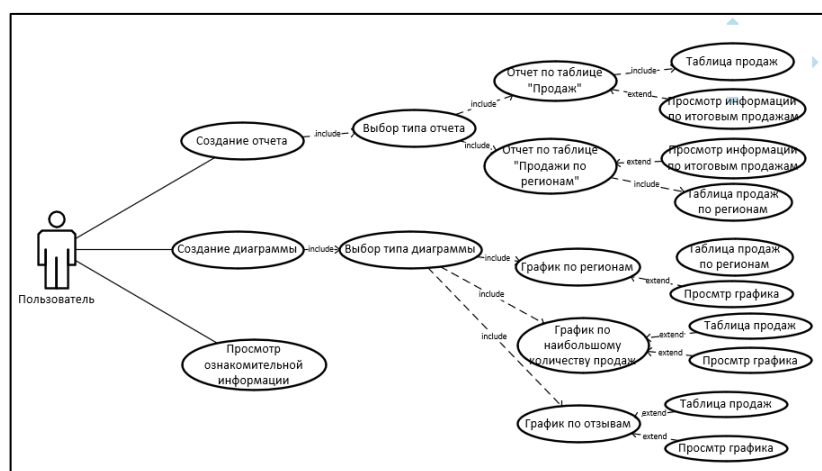 Отчет по таблице
"Продаж"
include
Таблица продаж
extend
Просмотр информации
по итоговым продажам
Создание отчета
include
Выбор типа отчета
include
include
Отчет по таблице
"Продажи по
регионам"
extend
Просмотр информации
по итоговым продажам
include
Таблица продаж
по регионам
Пользователь
Создание диаграммы
include
Выбор типа диаграммы
include
График по регионам
Таблица продаж
по регионам
extend
Просмтр графика
include
График по
наибольшому
количеству продаж
extend
Таблица продаж
extend
Просмтр графика
include
График по отзывам
extend
Таблица продаж
extend
Просмтр графика
Просмотр
ознакомительной
информации